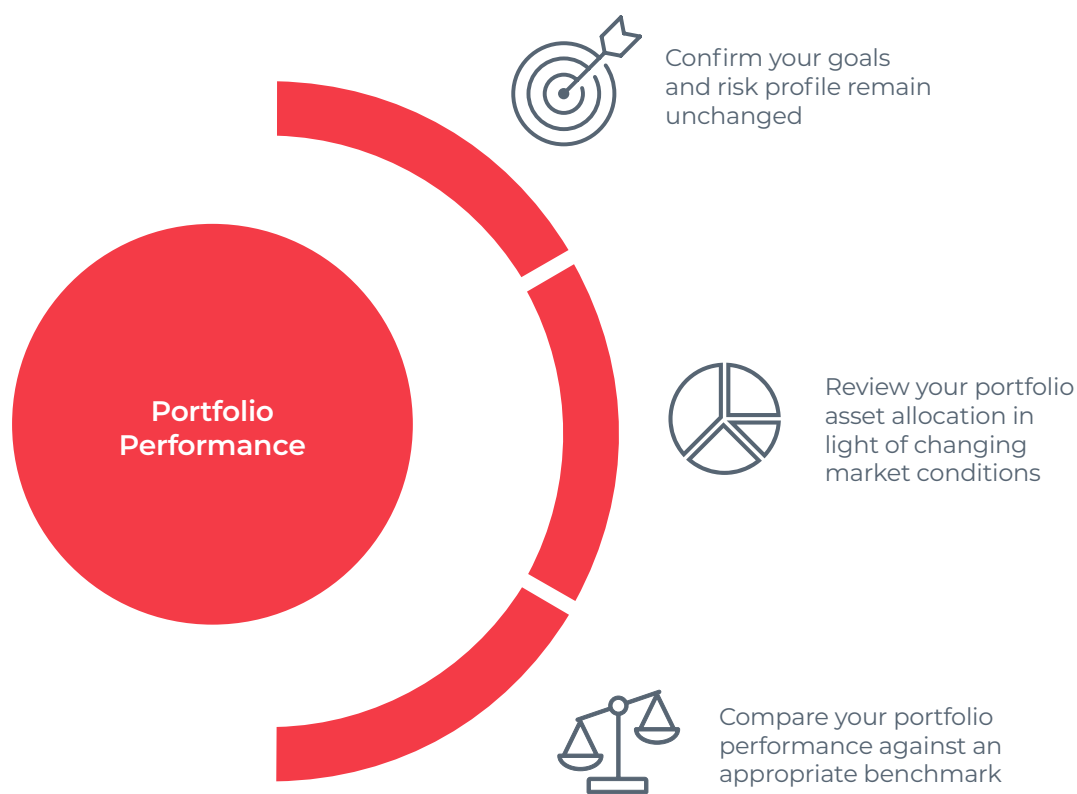 Confirm your goals
and risk profile remain
unchanged
Portfolio
Performance
Review your portfolio
asset allocation in
light of changing
market conditions
Compare your portfolio
performance against an
appropriate benchmark